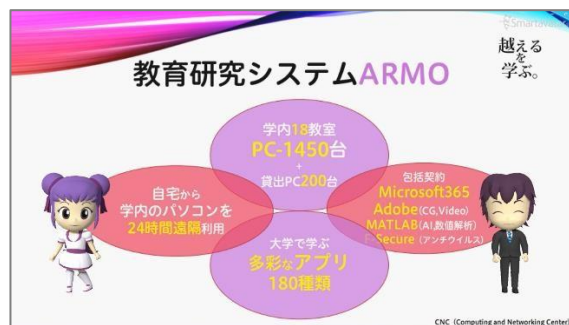 越える
を
学ぶ。
教育研究システムARMO
学内18教室
PC-1450台
+
貸出PC200台
自宅から
学内のパソコンを
24時間遠隔利用
包括契約
Microsoft365
Adobe(CG,Video)
MATLAB(AI,数値解析)
F-Secure(アンチウイルス)
大学で学ぶ
多彩なアプリ
180種類
CNC (Computing and Networking Center)